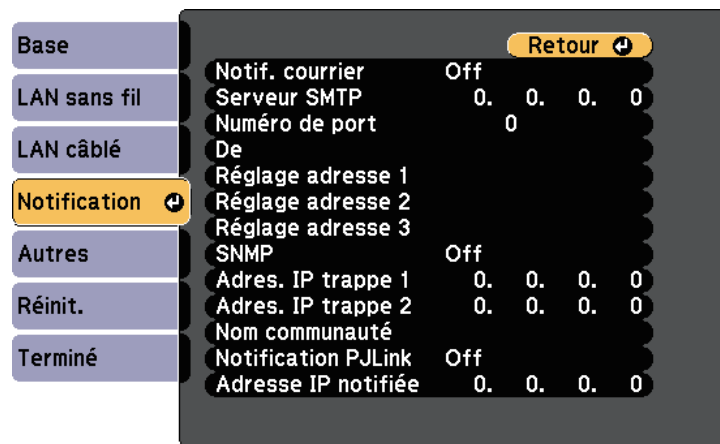 Base
LAN sans fil
LAN câblé
Notification
Autres
Réinit.
Terminé
Retour
Notif. courrier Off
Serveur SMTP 0. 0. 0. 0
Numéro de port 0
De
Réglage adresse 1
Réglage adresse 2
Réglage adresse 3
SNMP Off
Adres. IP trappe 1 0. 0. 0. 0
Adres. IP trappe 2 0. 0. 0. 0
Nom communauté
Notification PJLink Off
Adresse IP notifiée 0. 0. 0. 0